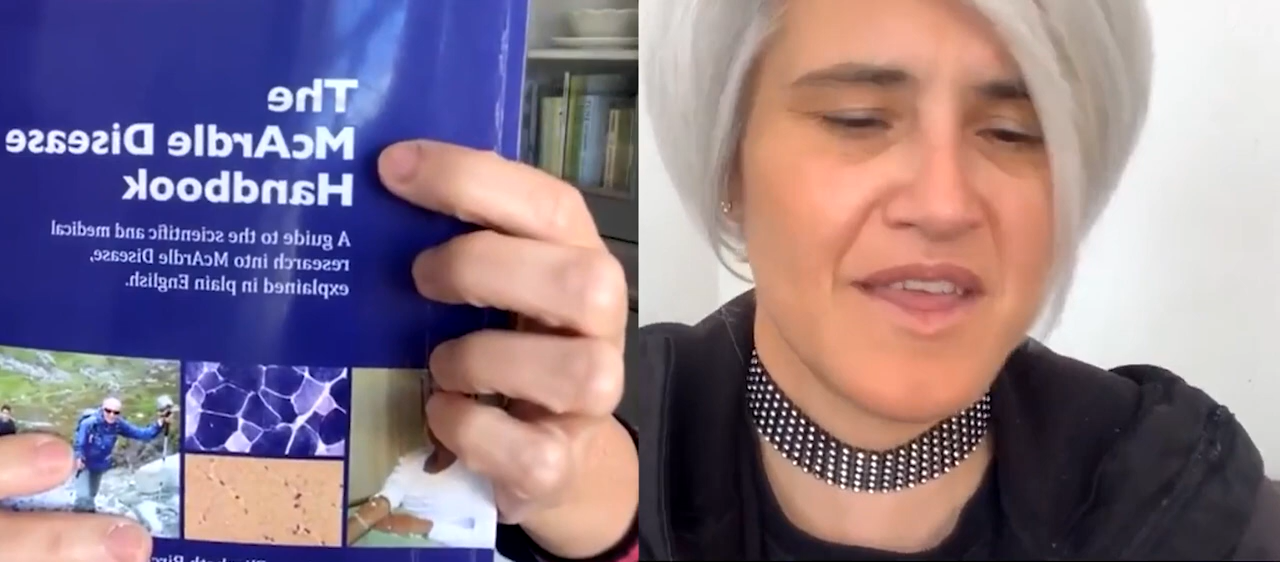 The
McArdle Disease
Handbook
A guide to the scientific and medical
research into McArdle Disease,
explained in plain English.